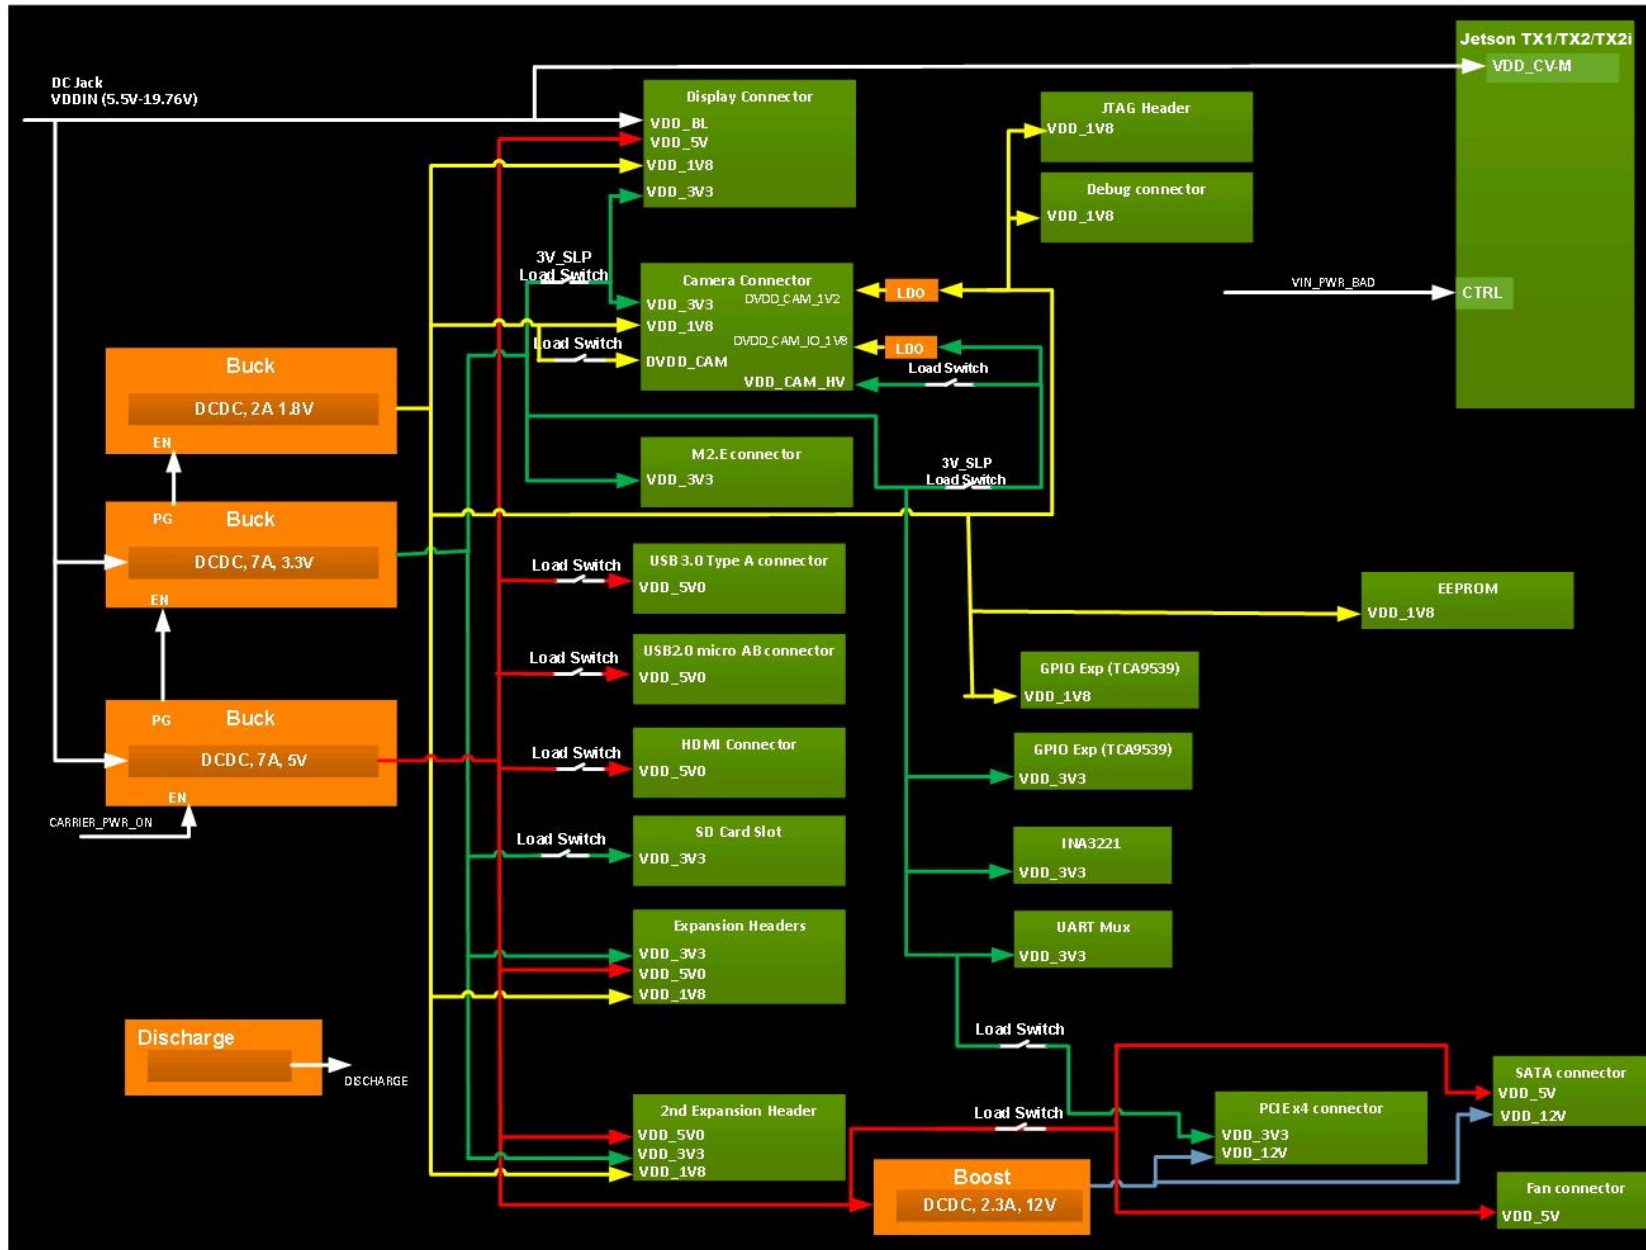 Jetson TX1/TX2/TX2i
VDD_CV-M
DC Jack
VDDIN (5.5V-19.76V)
Display Connector
VDD_BL
VDD_5V
VDD_1V8
VDD_3V3
JTAG Header
VDD_1V8
Debug connector
VDD_1V8
3V_SLP
Load Switch
Camera Connector
DVDD_CAM_1V2
VDD_3V3
VDD_1V8
DVDD_CAM_IO_1V8
DVDD_CAM
VDD_CAM_HV
Load Switch
LDO
LDO
Load Switch
VIN_PWR_BAD
CTRL
Buck
DCDC, 2A 1.8V
EN
M2.E connector
VDD_3V3
3V_SLP
Load Switch
PG
Buck
DCDC, 7A, 3.3V
EN
Load Switch
USB 3.0 Type A connector
VDD_5V0
EEPROM
VDD_1V8
Load Switch
USB2.0 micro AB connector
VDD_5V0
GPIO Exp (TCA9539)
VDD_1V8
PG
Buck
DCDC, 7A, 5V
EN
CARRIER_PWR_ON
Load Switch
HDMI Connector
VDD_5V0
GPIO Exp (TCA9539)
VDD_3V3
Load Switch
SD Card Slot
VDD_3V3
INA3221
VDD_3V3
Expansion Headers
VDD_3V3
VDD_5V0
VDD_1V8
UART Mux
VDD_3V3
Discharge
DISCHARGE
Load Switch
2nd Expansion Header
VDD_5V0
VDD_3V3
VDD_1V8
Load Switch
PCIE x4 connector
VDD_3V3
VDD_12V
SATA connector
VDD_5V
VDD_12V
Boost
DCDC, 2.3A, 12V
Fan connector
VDD_5V